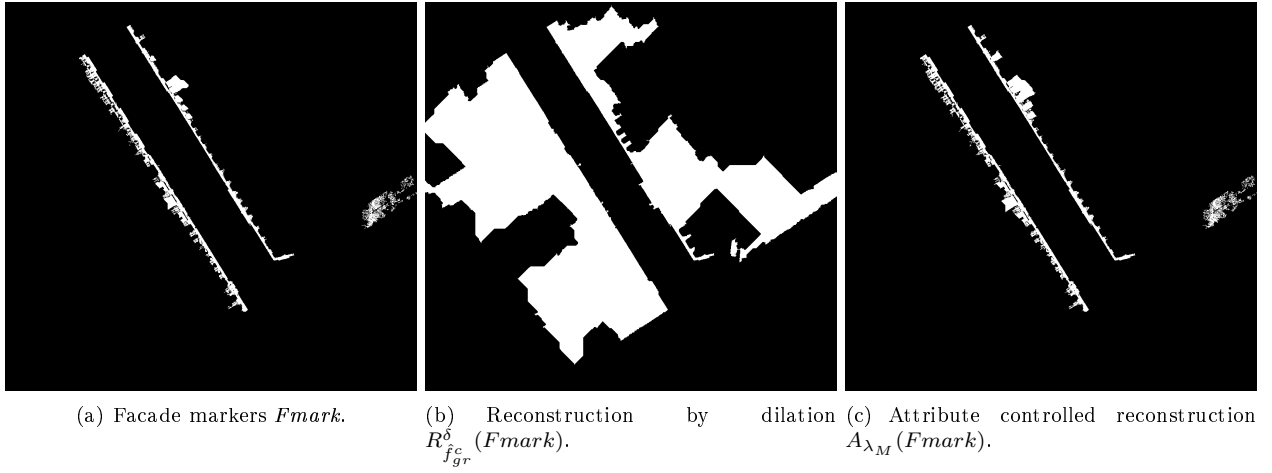 (a) Facade markers Fmark.
(b) Reconstruction by dilation
R^δ_{f̂^c_{gr}}(Fmark).
(c) Attribute controlled reconstruction
A_{λ_M}(Fmark).